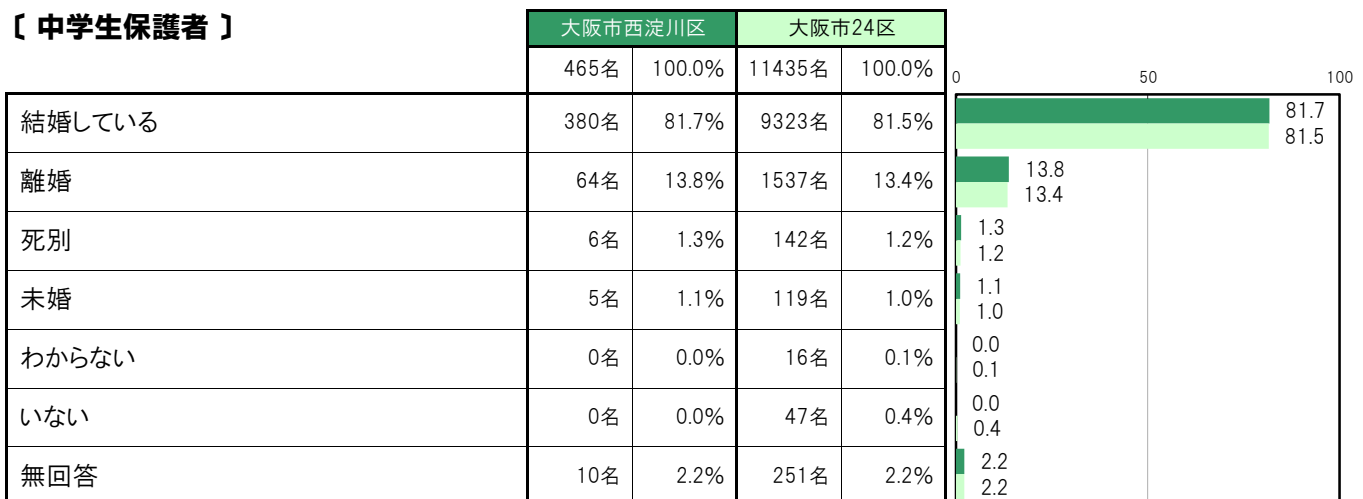 〔 中学生保護者 〕
大阪市西淀川区 大阪市24区
465名 100.0% 11435名 100.0%
0 50 100
結婚している 380名 81.7% 9323名 81.5%
81.7
81.5
離婚 64名 13.8% 1537名 13.4%
13.8
13.4
死別 6名 1.3% 142名 1.2%
1.3
1.2
未婚 5名 1.1% 119名 1.0%
1.1
1.0
わからない 0名 0.0% 16名 0.1%
0.0
0.1
いない 0名 0.0% 47名 0.4%
0.0
0.4
無回答 10名 2.2% 251名 2.2%
2.2
2.2